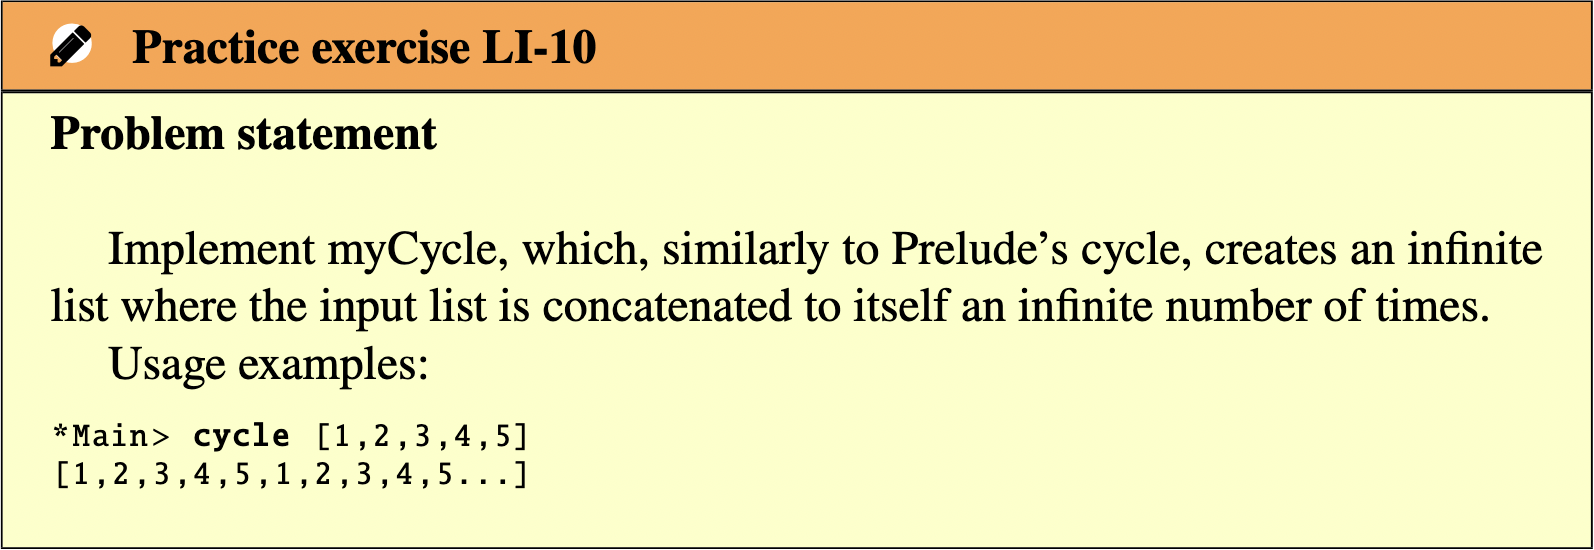 Practice exercise LI-10
Problem statement
Implement myCycle, which, similarly to Prelude’s cycle, creates an infinite
list where the input list is concatenated to itself an infinite number of times.
Usage examples:
*Main> cycle [1,2,3,4,5]
[1,2,3,4,5,1,2,3,4,5...]